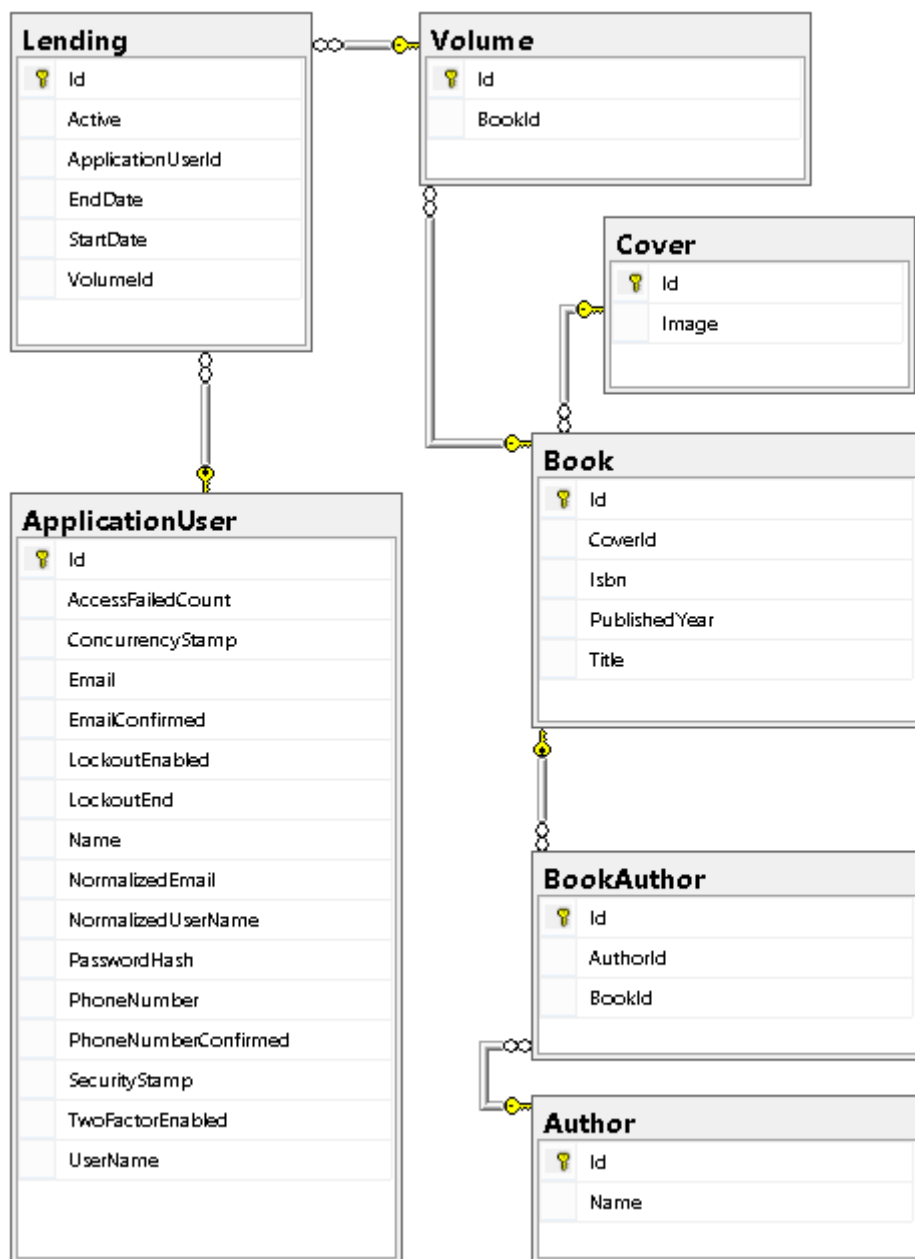 Lending
Id
Active
ApplicationUserId
EndDate
StartDate
VolumeId
Volume
Id
BookId
Cover
Id
Image
Book
Id
CoverId
Isbn
PublishedYear
Title
ApplicationUser
Id
AccessFailedCount
ConcurrencyStamp
Email
EmailConfirmed
LockoutEnabled
LockoutEnd
Name
NormalizedEmail
NormalizedUserName
PasswordHash
PhoneNumber
PhoneNumberConfirmed
SecurityStamp
TwoFactorEnabled
UserName
BookAuthor
Id
AuthorId
BookId
Author
Id
Name